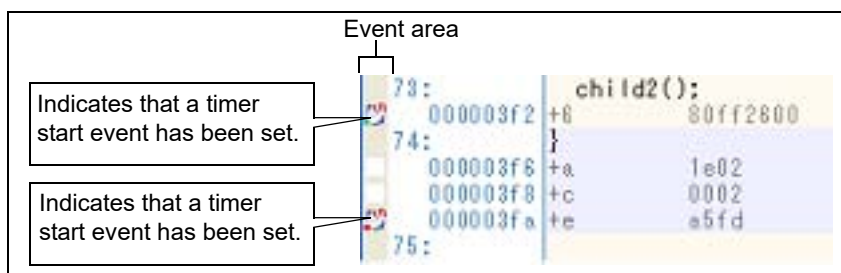 Event area
Indicates that a timer
start event has been set.
Indicates that a timer
start event has been set.
73: child2();
000003f2 +6 80ff2600
74: }
000003f6 +a 1e02
000003f8 +c 0002
000003fa +e a5fd
75: